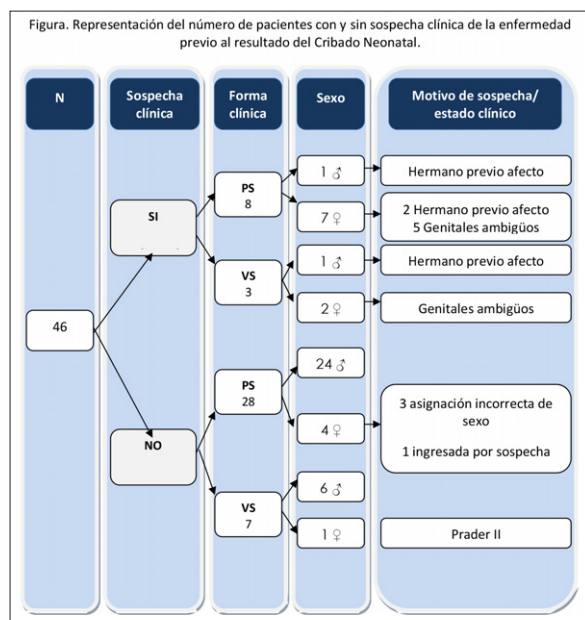 Figura. Representación del número de pacientes con y sin sospecha clínica de la enfermedad
previo al resultado del Cribado Neonatal.
N
Sospecha
clínica
Forma
clínica
Sexo
Motivo de sospecha/
estado clínico
46
SI
PS
8
1 ♂
Hermano previo afecto
7 ♀
2 Hermano previo afecto
5 Genitales ambigüos
VS
3
1 ♂
Hermano previo afecto
2 ♀
Genitales ambigüos
NO
PS
28
24 ♂
4 ♀
3 asignación incorrecta de
sexo
1 ingresada por sospecha
VS
7
6 ♂
1 ♀
Prader II